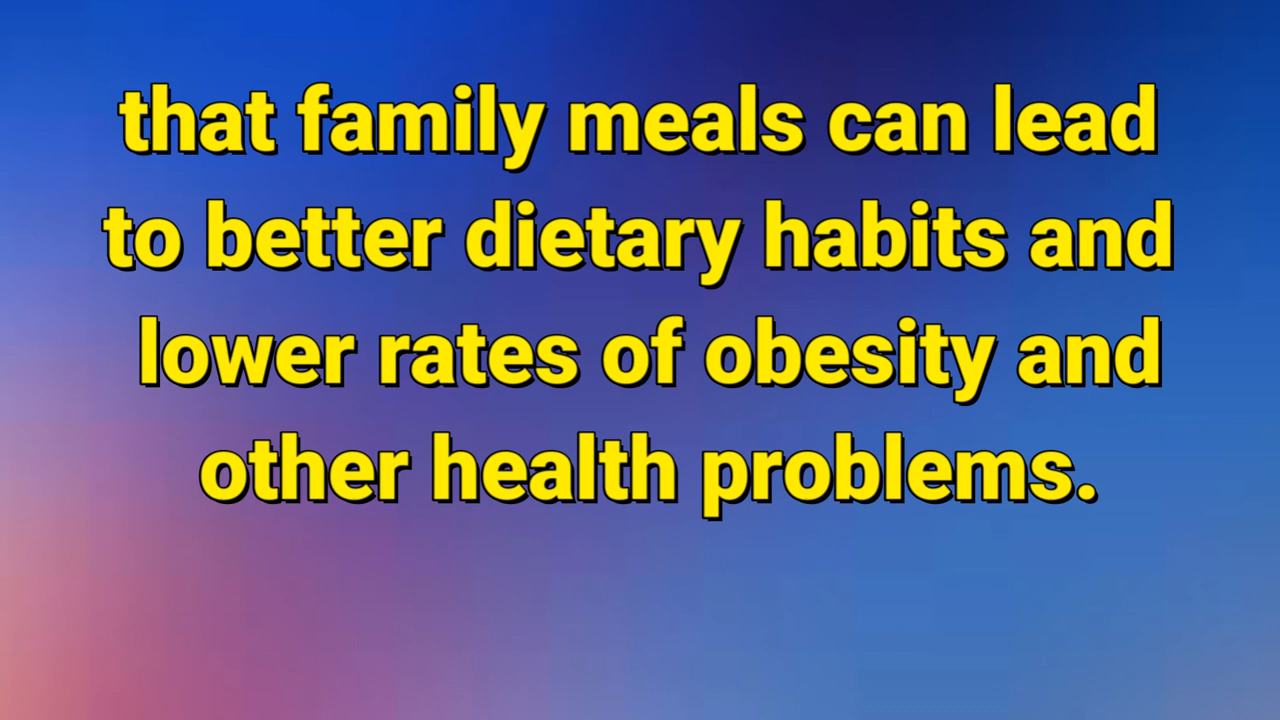 that family meals can lead
to better dietary habits and
lower rates of obesity and
other health problems.